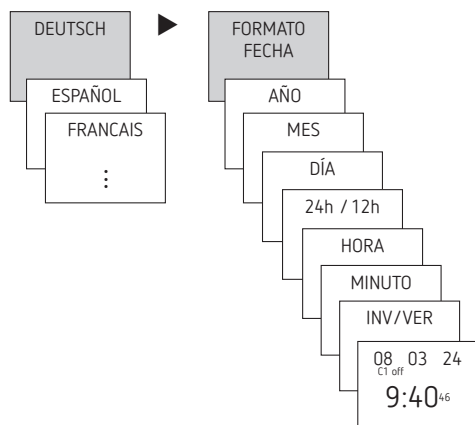 DEUTSCH
ESPAÑOL
FRANCAIS
FORMATO
FECHA
AÑO
MES
DÍA
24h / 12h
HORA
MINUTO
INV/VER
08 03 24
C1 off
9:40 46